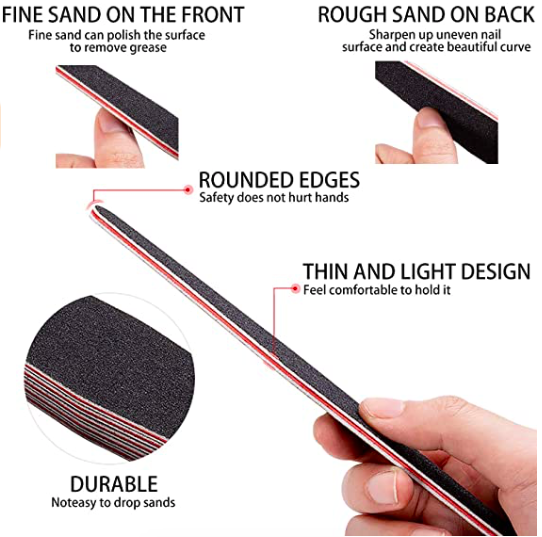 FINE SAND ON THE FRONT
Fine sand can polish the surface
to remove grease
ROUGH SAND ON BACK
Sharpen up uneven nail
surface and create beautiful curve
ROUNDED EDGES
Safety does not hurt hands
THIN AND LIGHT DESIGN
Feel comfortable to hold it
DURABLE
Noteasy to drop sands